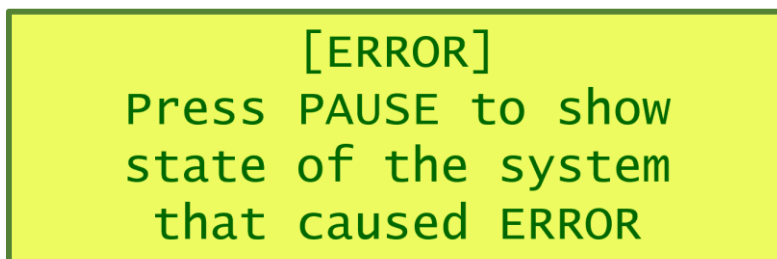 [ERROR]
Press PAUSE to show
state of the system
that caused ERROR